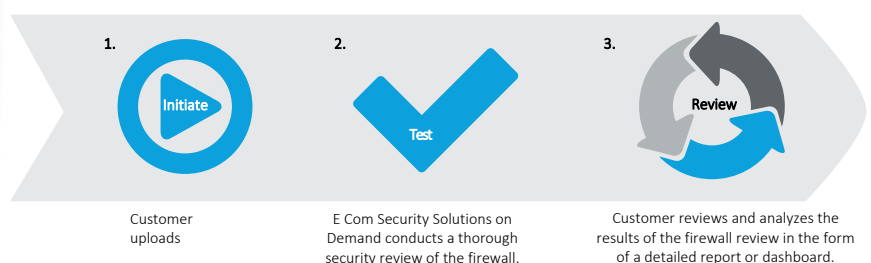 1.
Initiate
Customer
uploads
2.
Test
E Com Security Solutions on
Demand conducts a thorough
security review of the firewall.
3.
Review
Customer reviews and analyzes the
results of the firewall review in the form
of a detailed report or dashboard.